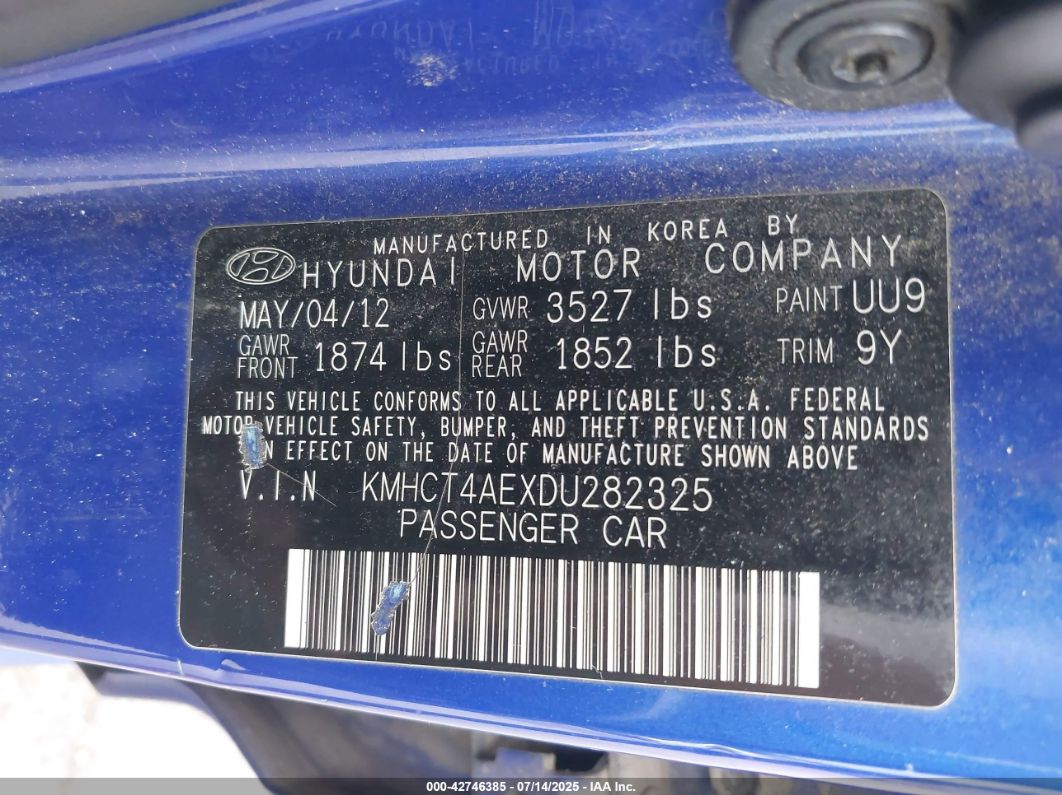 MANUFACTURED IN KOREA BY
HYUNDAI MOTOR COMPANY
MAY/04/12 GVWR 3527 lbs PAINT UU9
GAWR FRONT 1874 lbs GAWR REAR 1852 lbs TRIM 9Y
THIS VEHICLE CONFORMS TO ALL APPLICABLE U.S.A. FEDERAL
MOTOR VEHICLE SAFETY, BUMPER, AND THEFT PREVENTION STANDARDS
IN EFFECT ON THE DATE OF MANUFACTURE SHOWN ABOVE
V.I.N KMHCT4AEXDU282325
PASSENGER CAR
000-42746385 - 07/14/2025 - IAA Inc.